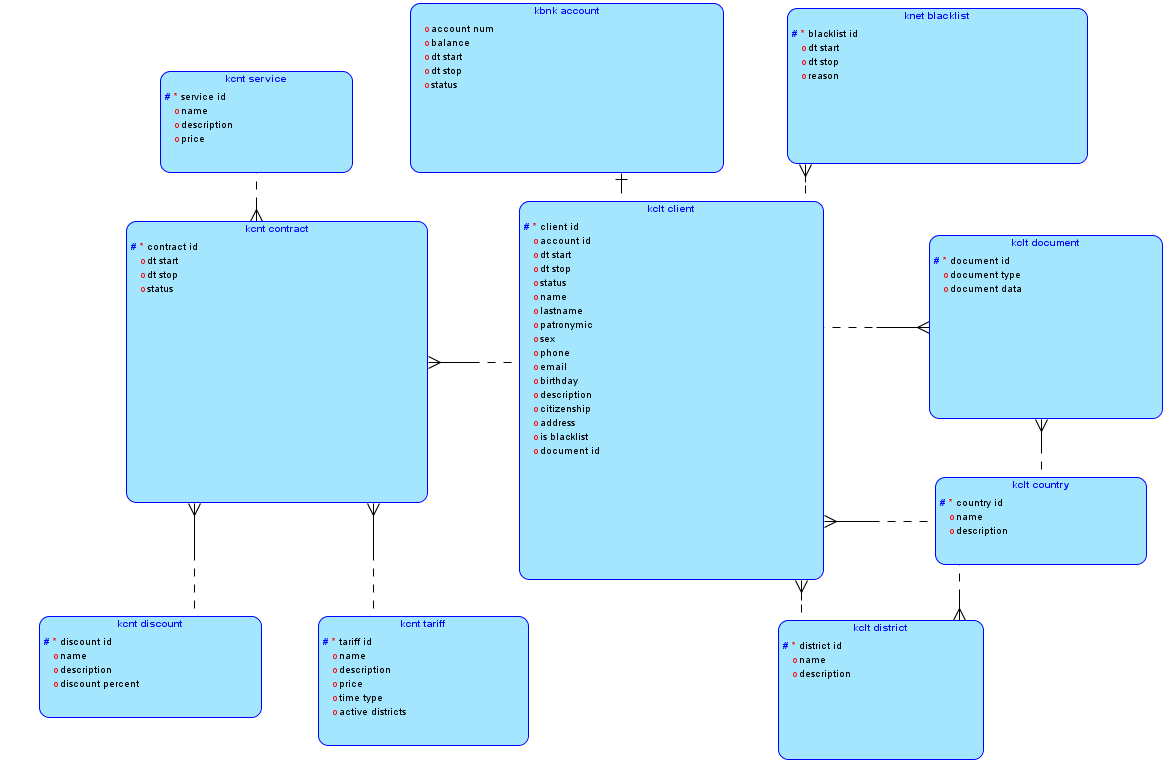 kbnk account
o account num
o balance
o dt start
o dt stop
o status
knet blacklist
# * blacklist id
o dt start
o dt stop
o reason
kcnt service
# * service id
o name
o description
o price
kcnt contract
# * contract id
o dt start
o dt stop
o status
kclt client
# * client id
o account id
o dt start
o dt stop
o status
o name
o lastname
o patronymic
o sex
o phone
o email
o birthday
o description
o citizenship
o address
o is blacklist
o document id
kclt document
# * document id
o document type
o document data
kclt country
# * country id
o name
o description
kcnt discount
# * discount id
o name
o description
o discount percent
kcnt tariff
# * tariff id
o name
o description
o price
o time type
o active districts
kclt district
# * district id
o name
o description